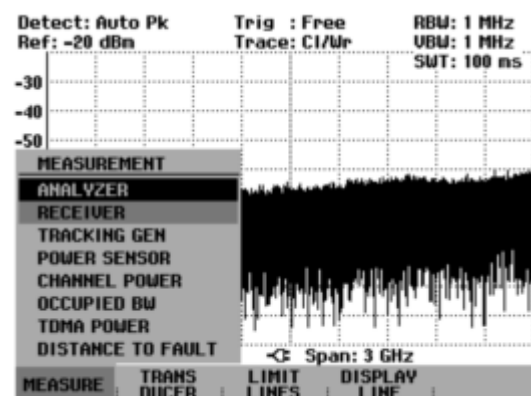 Detect: Auto Pk Trig : Free RBW: 1 MHz
Ref: -20 dBm Trace: Cl/Wr VBW: 1 MHz
SWT: 100 ms
-30
-40
-50
MEASUREMENT
ANALYZER
RECEIVER
TRACKING GEN
POWER SENSOR
CHANNEL POWER
OCCUPIED BW
TDMA POWER
DISTANCE TO FAULT
Span: 3 GHz
MEASURE TRANS LIMIT DISPLAY
DUCER LINES LINE